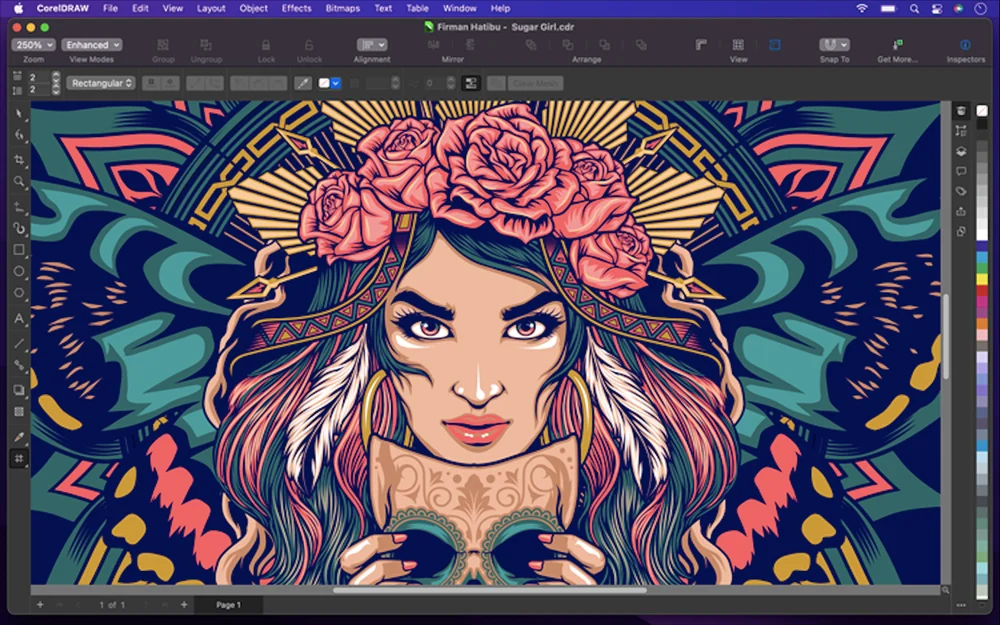 CorelDRAW File Edit View Layout Object Effects Bitmaps Text Table Window Help
Firman Hatibu - Sugar Girl.cdr
250% Enhanced
Zoom View Modes Group Ungroup Lock Unlock Alignment Mirror Arrange View Snap To Get More... Inspectors
2 Rectangular 0 Clear Mesh
2
1 of 1 Page 1